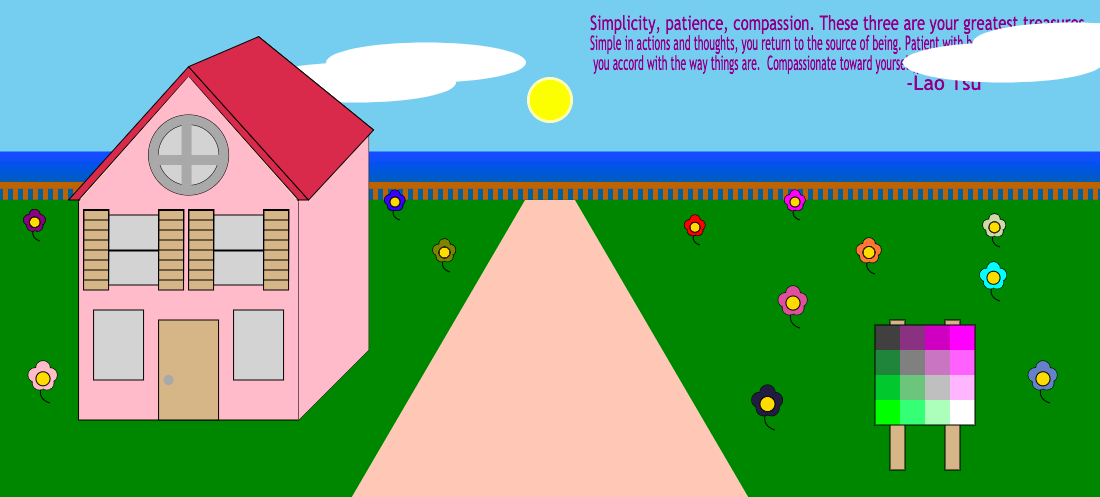 Simplicity, patience, compassion. These three are your greatest treasures.
Simple in actions and thoughts, you return to the source of being. Patient with
you accord with the way things are. Compassionate toward
-Lao Tsu